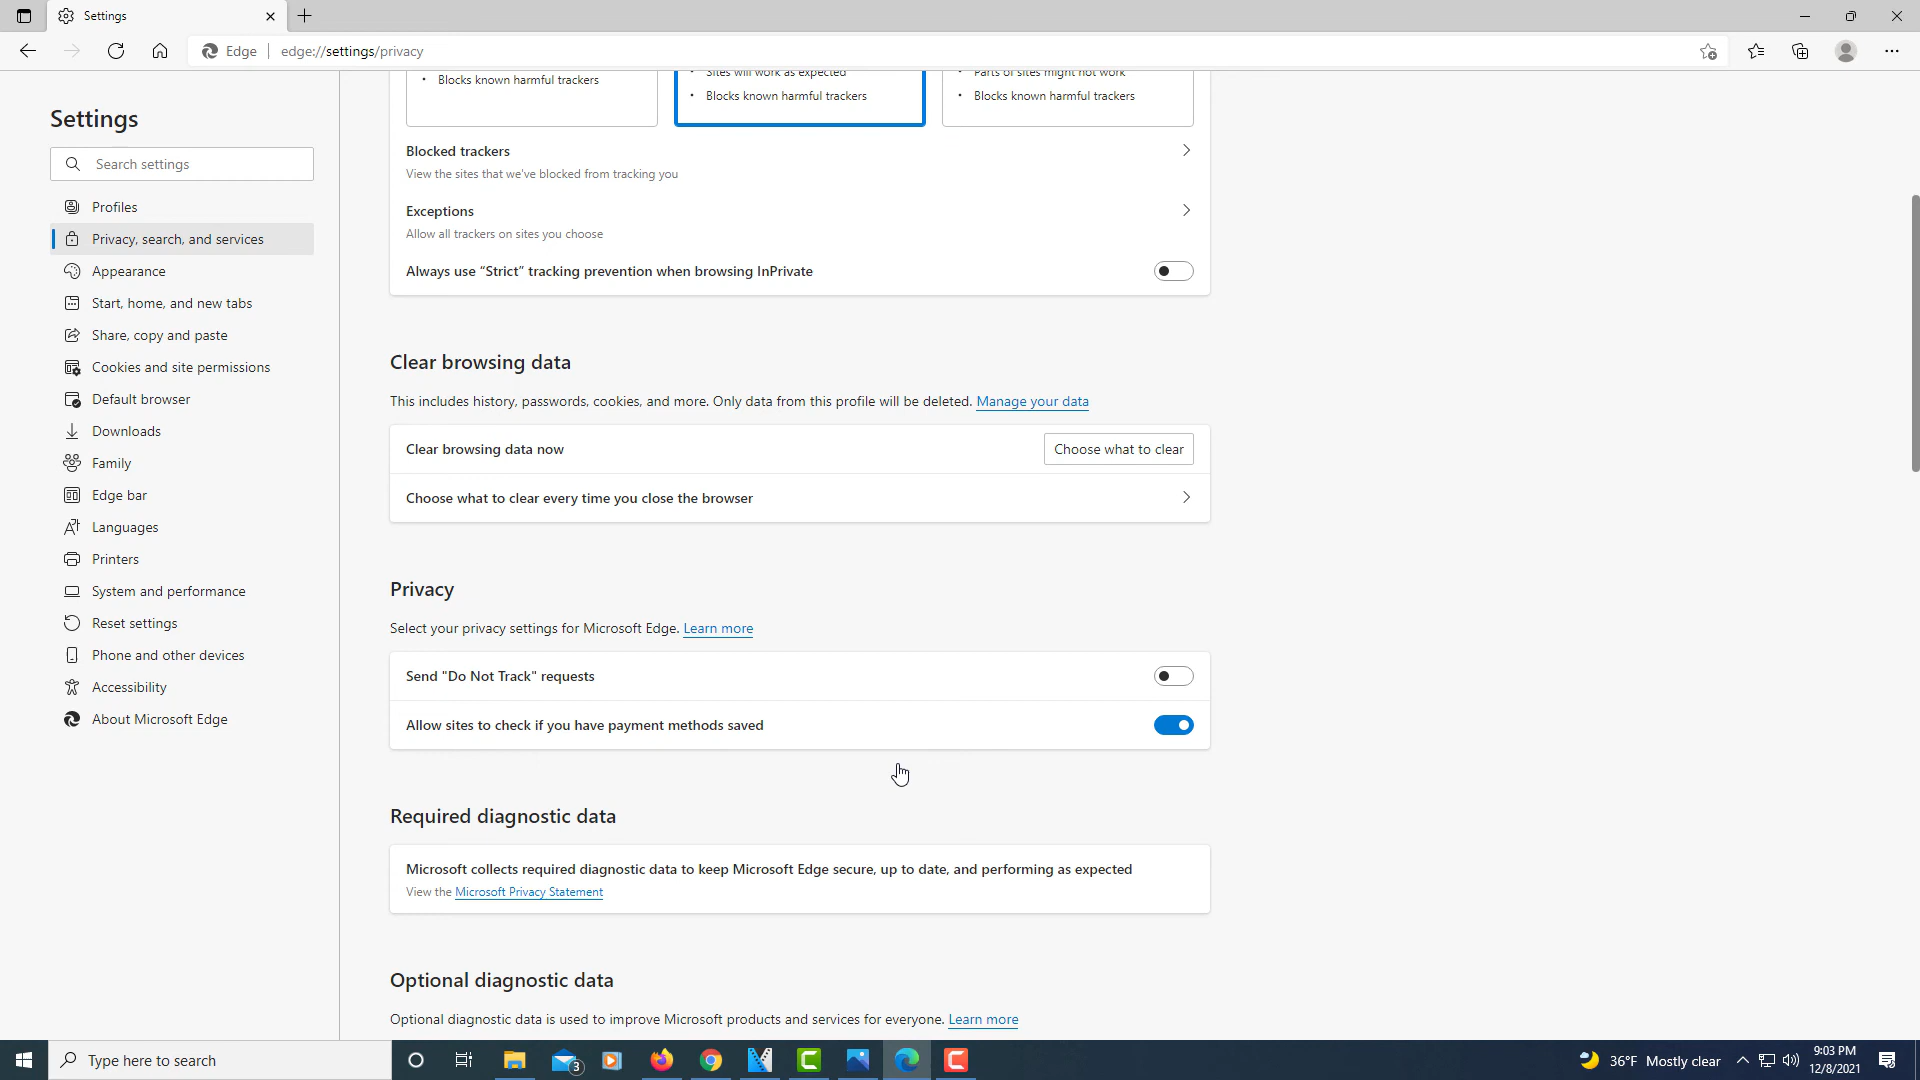 Settings
Edge
edge://settings/privacy
Settings
Search settings
Profiles
Privacy, search, and services
Appearance
Start, home, and new tabs
Share, copy and paste
Cookies and site permissions
Default browser
Downloads
Family
Edge bar
Languages
Printers
System and performance
Reset settings
Phone and other devices
Accessibility
About Microsoft Edge
• Blocks known harmful trackers
• Sites will work as expected
• Blocks known harmful trackers
• Parts of sites might not work
• Blocks known harmful trackers
Blocked trackers
View the sites that we've blocked from tracking you
Exceptions
Allow all trackers on sites you choose
Always use “Strict” tracking prevention when browsing InPrivate
Clear browsing data
This includes history, passwords, cookies, and more. Only data from this profile will be deleted. Manage your data
Clear browsing data now
Choose what to clear
Choose what to clear every time you close the browser
Privacy
Select your privacy settings for Microsoft Edge. Learn more
Send "Do Not Track" requests
Allow sites to check if you have payment methods saved
Required diagnostic data
Microsoft collects required diagnostic data to keep Microsoft Edge secure, up to date, and performing as expected
View the Microsoft Privacy Statement
Optional diagnostic data
Optional diagnostic data is used to improve Microsoft products and services for everyone. Learn more
Type here to search
3
36°F Mostly clear
9:03 PM
12/8/2021